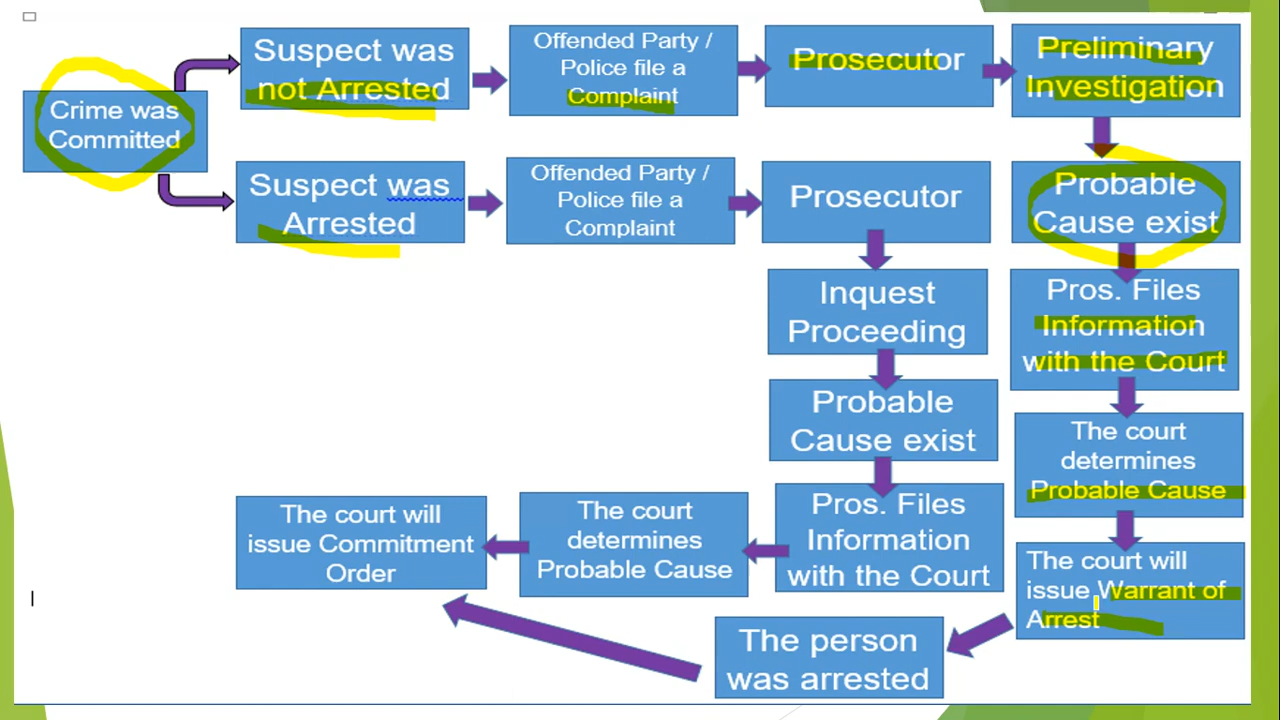 Crime was
Committed
Suspect was
not Arrested
Offended Party /
Police file a
Complaint
Prosecutor
Preliminary
Investigation
Probable
Cause exist
Pros. Files
Information
with the Court
The court
determines
Probable Cause
The court will
issue Warrant of
Arrest
The person
was arrested
Suspect was
Arrested
Offended Party /
Police file a
Complaint
Prosecutor
Inquest
Proceeding
Probable
Cause exist
Pros. Files
Information
with the Court
The court
determines
Probable Cause
The court will
issue Commitment
Order